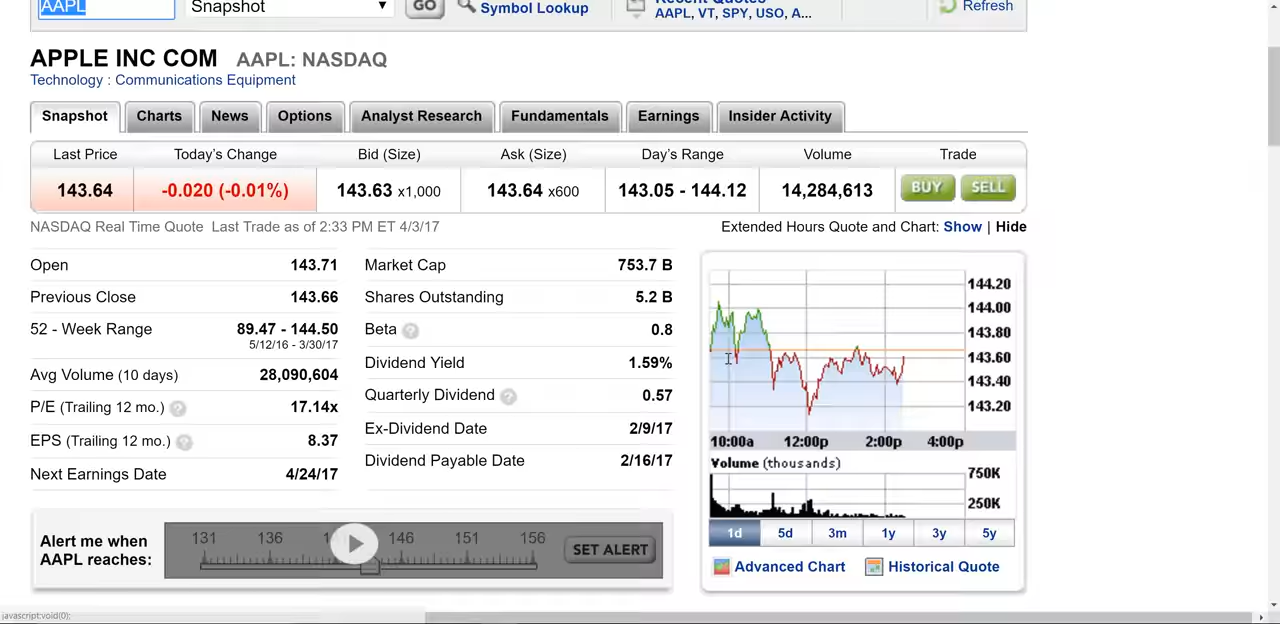 AAPL Snapshot GO Symbol Lookup Recent Quotes Refresh
AAPL, VT, SPY, USO, A...
APPLE INC COM AAPL: NASDAQ
Technology : Communications Equipment
Snapshot Charts News Options Analyst Research Fundamentals Earnings Insider Activity
Last Price Today's Change Bid (Size) Ask (Size) Day's Range Volume Trade
143.64 -0.020 (-0.01%) 143.63 x1,000 144.64 x600 143.05 - 144.12 14,284,613 BUY SELL
NASDAQ Real Time Quote Last Trade as of 2:33 PM ET 4/3/17 Extended Hours Quote and Chart: Show | Hide
Open 143.71
Previous Close 143.66
52 - Week Range 89.47 - 144.50
5/12/16 - 3/30/17
Avg Volume (10 days) 28,090,604
P/E (Trailing 12 mo.) ? 17.14x
EPS (Trailing 12 mo.) ? 8.37
Next Earnings Date 4/24/17
Market Cap 753.7 B
Shares Outstanding 5.2 B
Beta ? 0.8
Dividend Yield 1.59%
Quarterly Dividend ? 0.57
Ex-Dividend Date 2/9/17
Dividend Payable Date 2/16/17
144.20
144.00
143.80
143.60
143.40
143.20
10:00a 12:00p 2:00p 4:00p
Volume (thousands)
750K
250K
1d 5d 3m 1y 3y 5y
Advanced Chart Historical Quote
Alert me when
AAPL reaches:
131 136 146 151 156
SET ALERT
javascript:void(0);